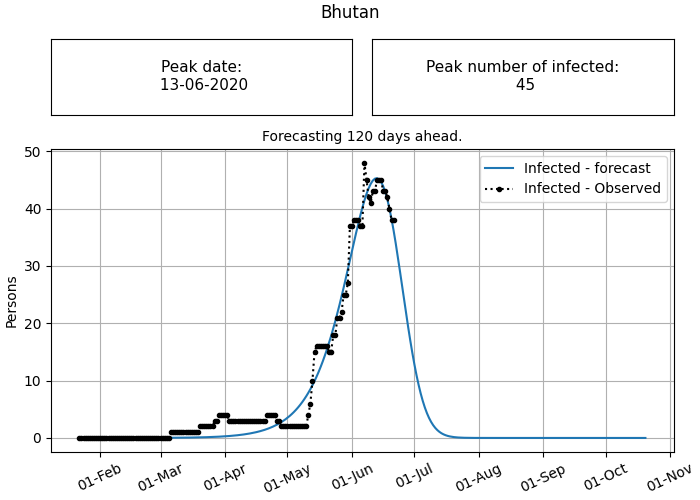 Bhutan
Peak date:
13-06-2020
Peak number of infected:
45
Forecasting 120 days ahead.
Infected - forecast
Infected - Observed
Persons
50
40
30
20
10
0
01-Feb
01-Mar
01-Apr
01-May
01-Jun
01-Jul
01-Aug
01-Sep
01-Oct
01-Nov